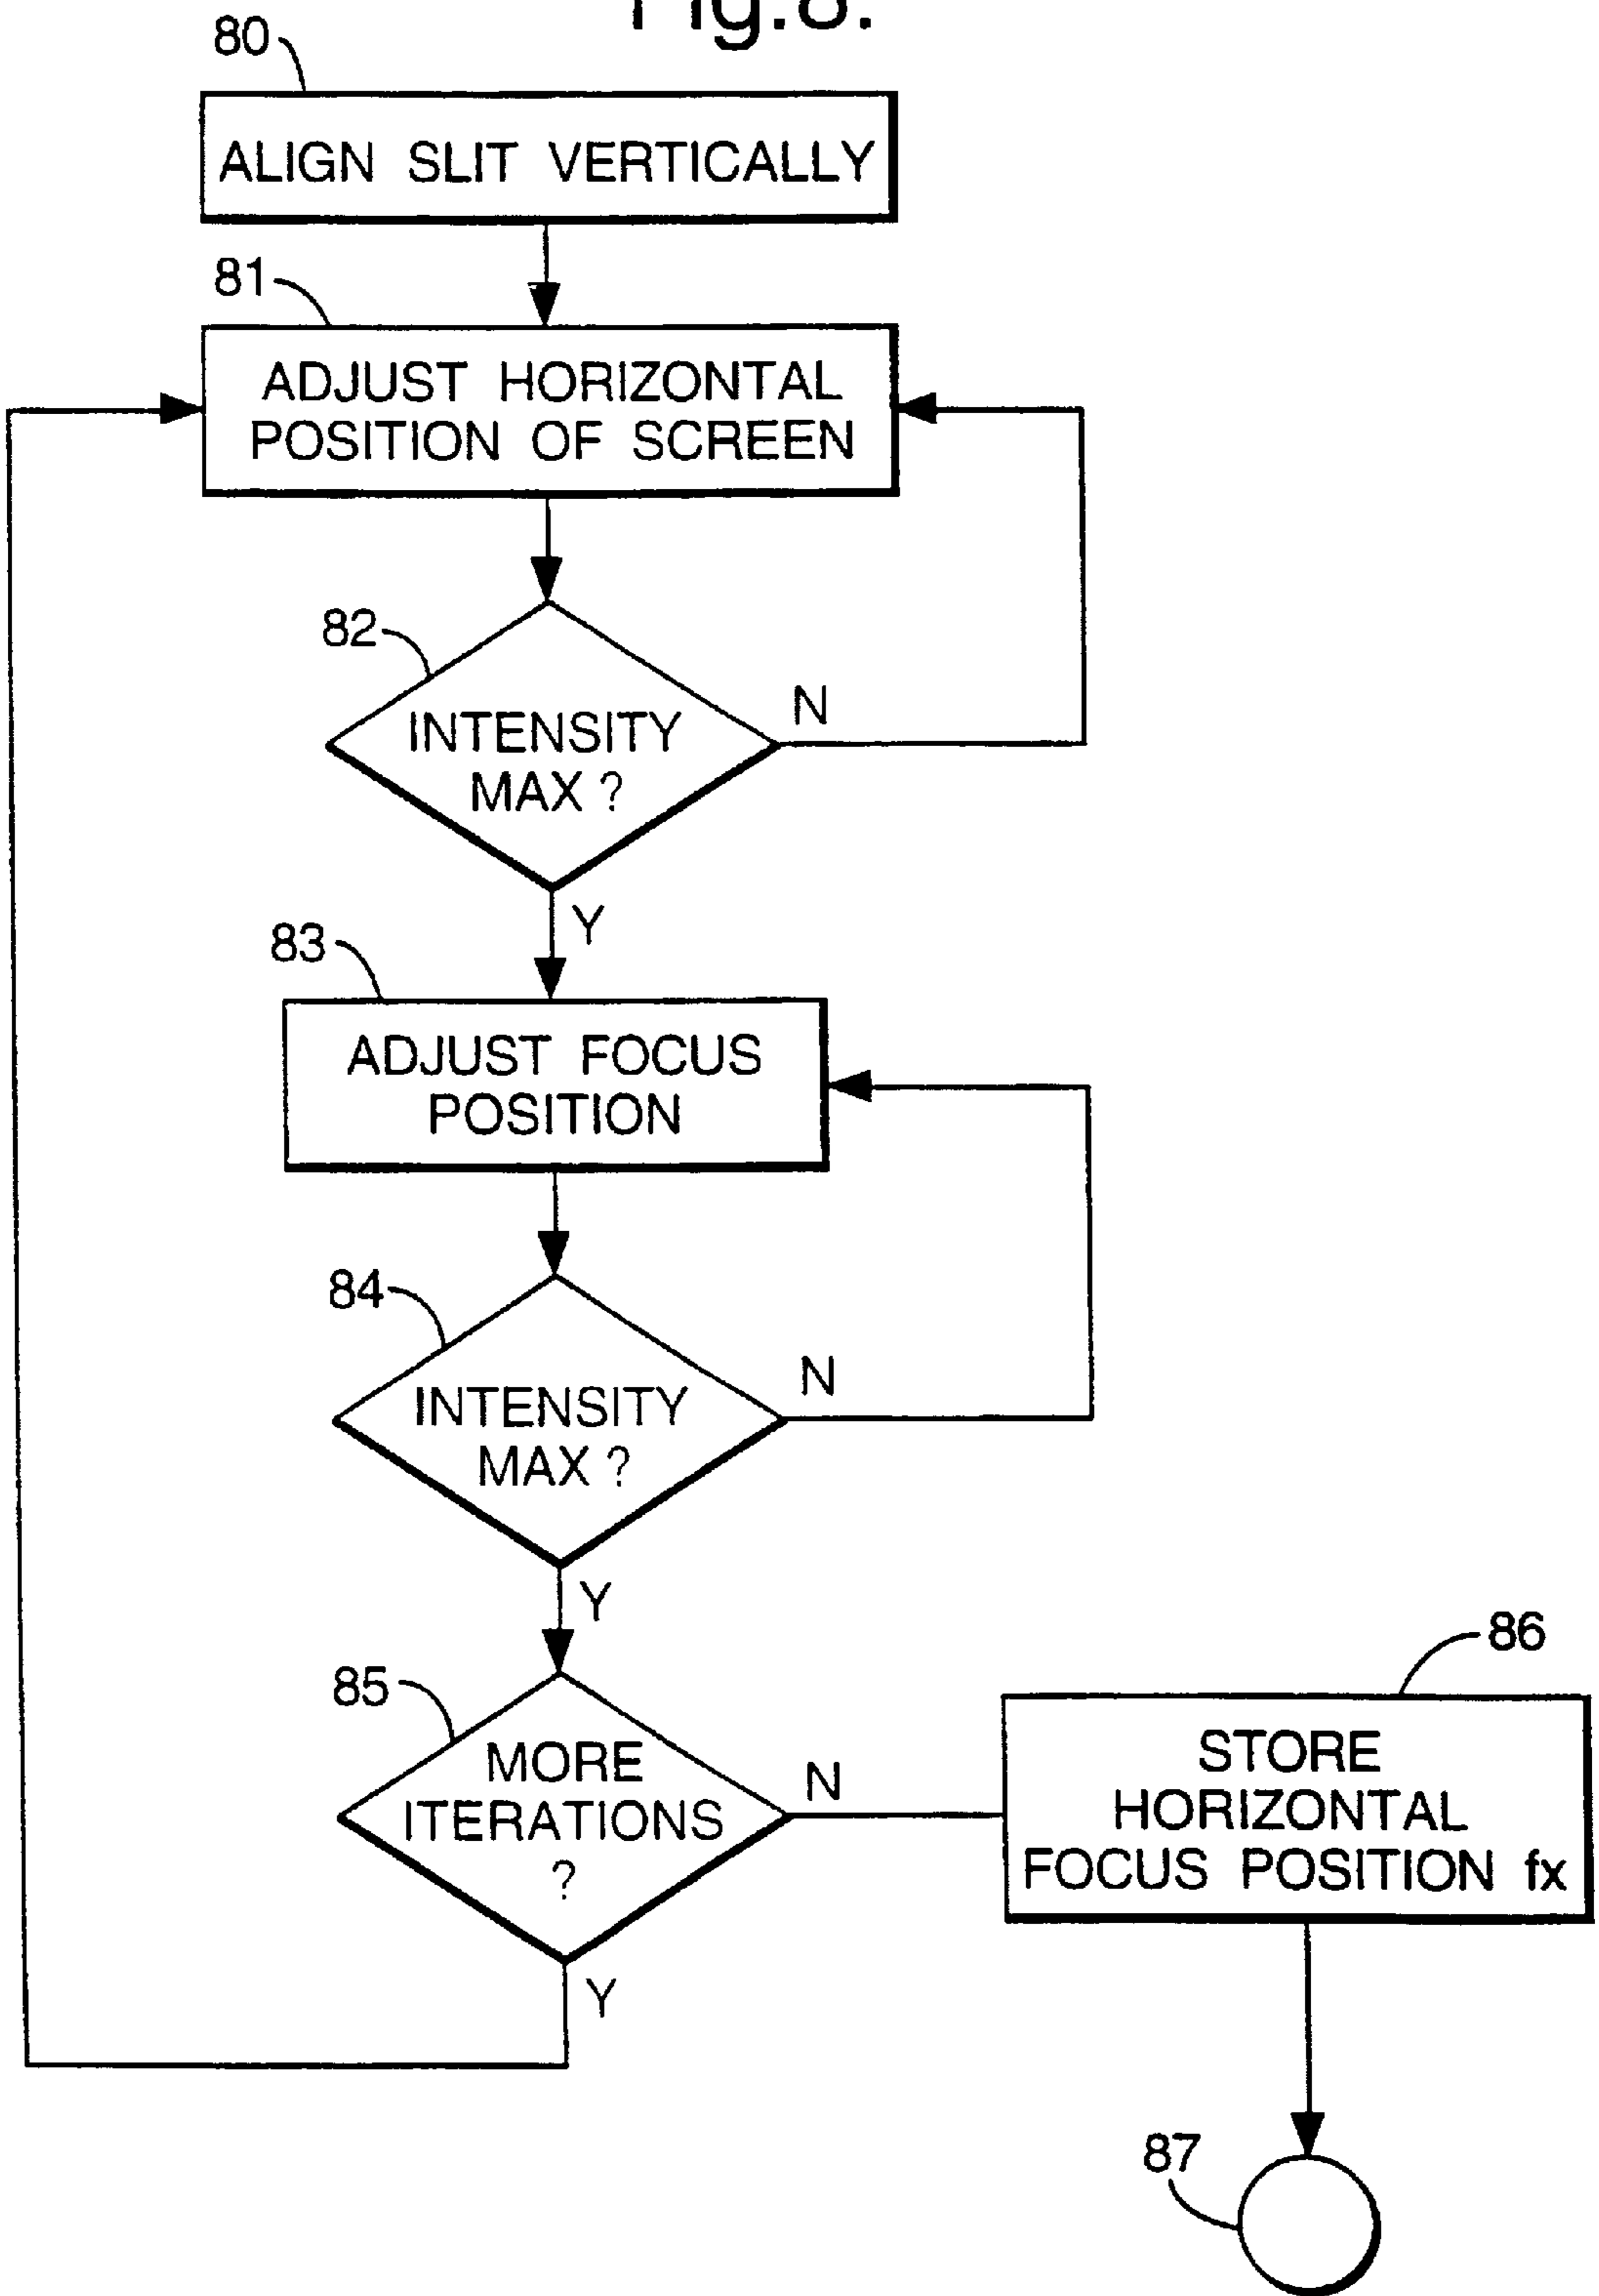 Fig.8.
80
ALIGN SLIT VERTICALLY
81
ADJUST HORIZONTAL
POSITION OF SCREEN
82
INTENSITY
MAX ?
N
Y
83
ADJUST FOCUS
POSITION
84
INTENSITY
MAX ?
N
Y
85
MORE
ITERATIONS
?
N
Y
86
STORE
HORIZONTAL
FOCUS POSITION fx
87